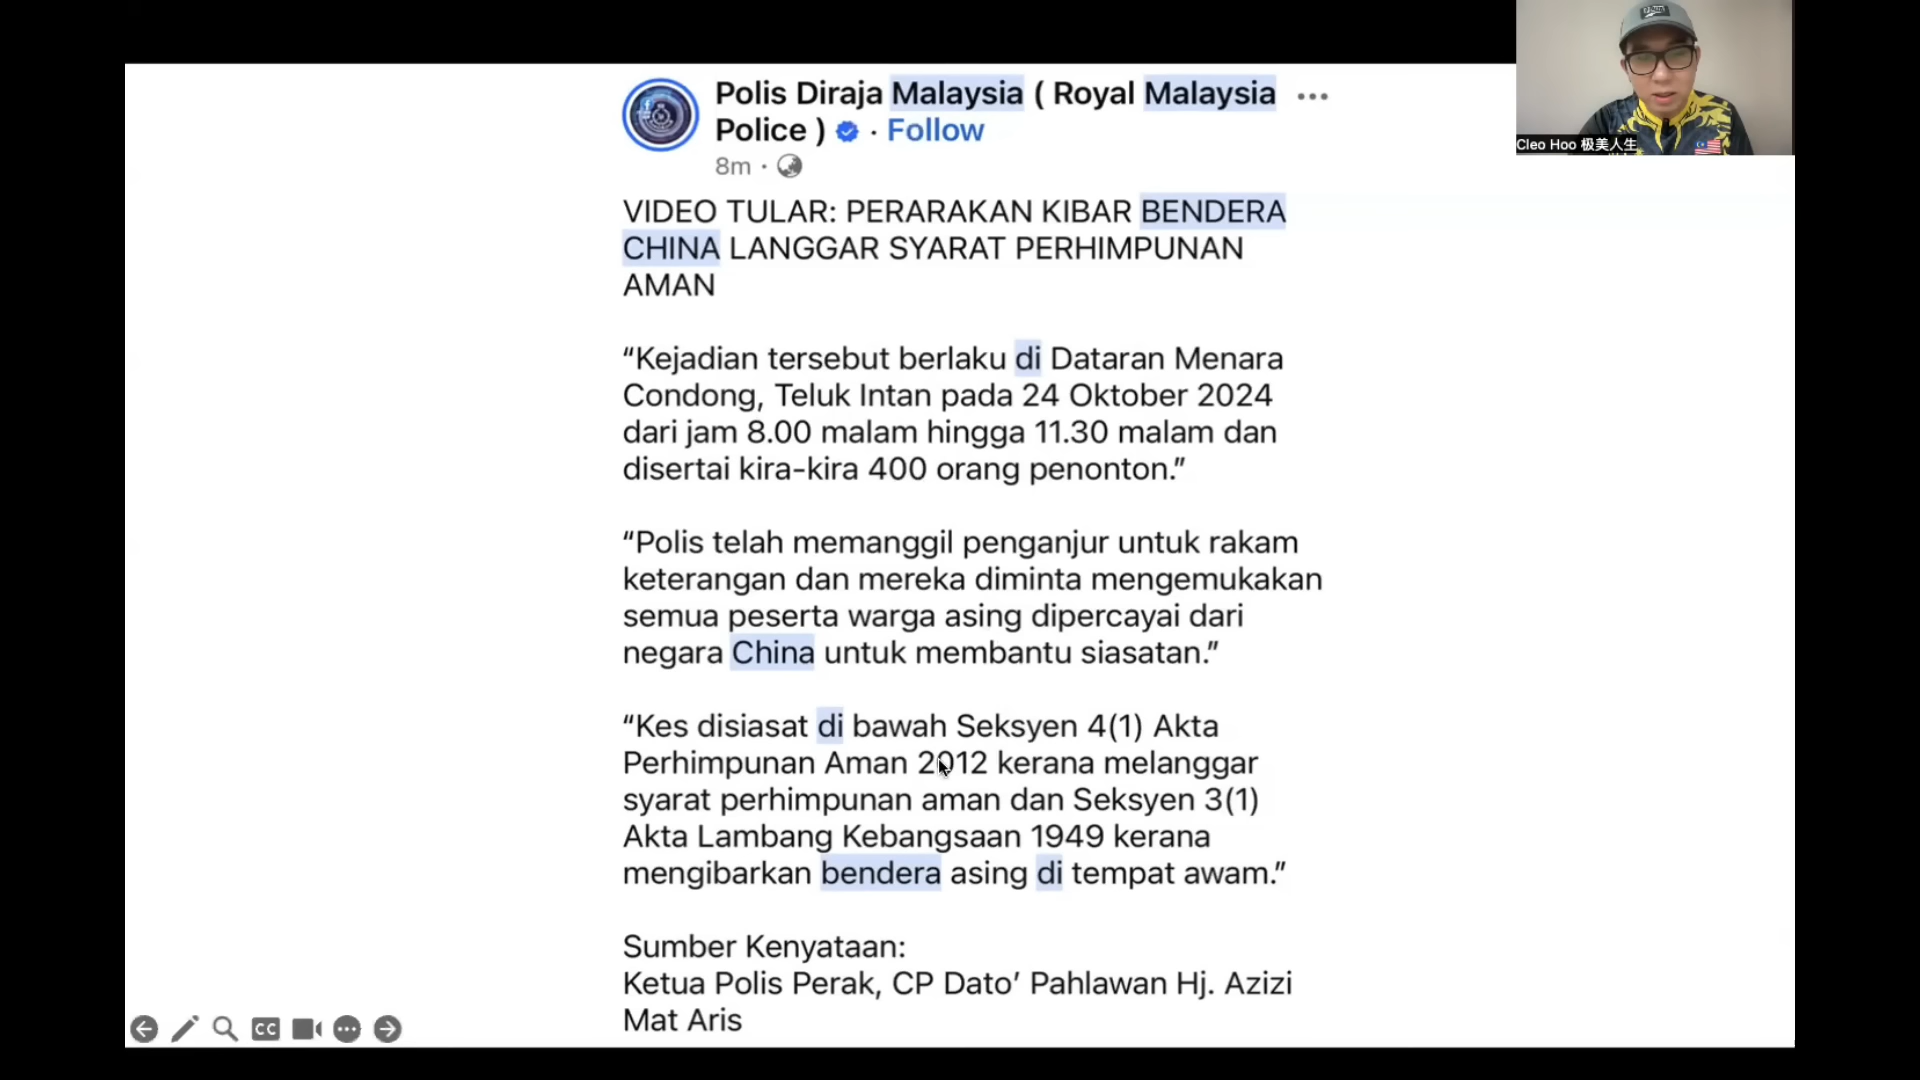 Polis Diraja Malaysia ( Royal Malaysia
Police ) · Follow
8m ·
VIDEO TULAR: PERARAKAN KIBAR BENDERA
CHINA LANGGAR SYARAT PERHIMPUNAN
AMAN
“Kejadian tersebut berlaku di Dataran Menara
Condong, Teluk Intan pada 24 Oktober 2024
dari jam 8.00 malam hingga 11.30 malam dan
disertai kira-kira 400 orang penonton.”
“Polis telah memanggil penganjur untuk rakam
keterangan dan mereka diminta mengemukakan
semua peserta warga asing dipercayai dari
negara China untuk membantu siasatan.”
“Kes disiasat di bawah Seksyen 4(1) Akta
Perhimpunan Aman 2012 kerana melanggar
syarat perhimpunan aman dan Seksyen 3(1)
Akta Lambang Kebangsaan 1949 kerana
mengibarkan bendera asing di tempat awam.”
Sumber Kenyataan:
Ketua Polis Perak, CP Dato’ Pahlawan Hj. Azizi
Mat Aris
Cleo Hoo 极美人生
CC